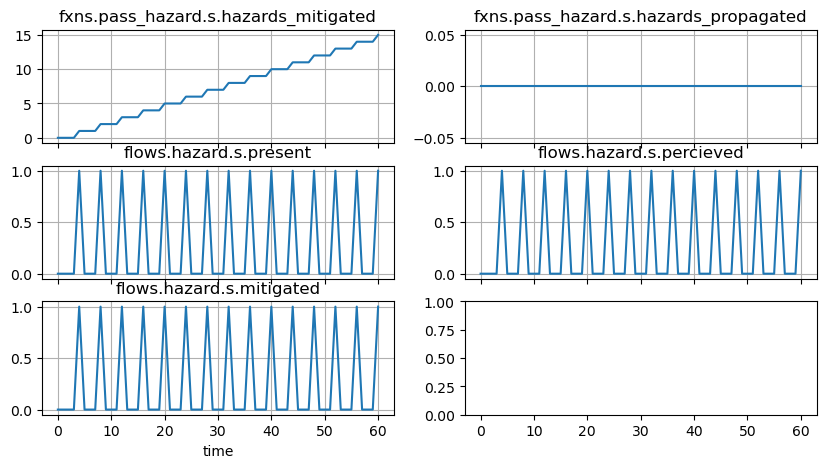 fxns.pass_hazard.s.hazards_mitigated
15
10
5
0
fxns.pass_hazard.s.hazards_propagated
0.05
0.00
−0.05
flows.hazard.s.present
1.0
0.5
0.0
flows.hazard.s.percieved
1.0
0.5
0.0
flows.hazard.s.mitigated
1.0
0.5
0.0
0 10 20 30 40 50 60
time
1.00
0.75
0.50
0.25
0.00
0 10 20 30 40 50 60